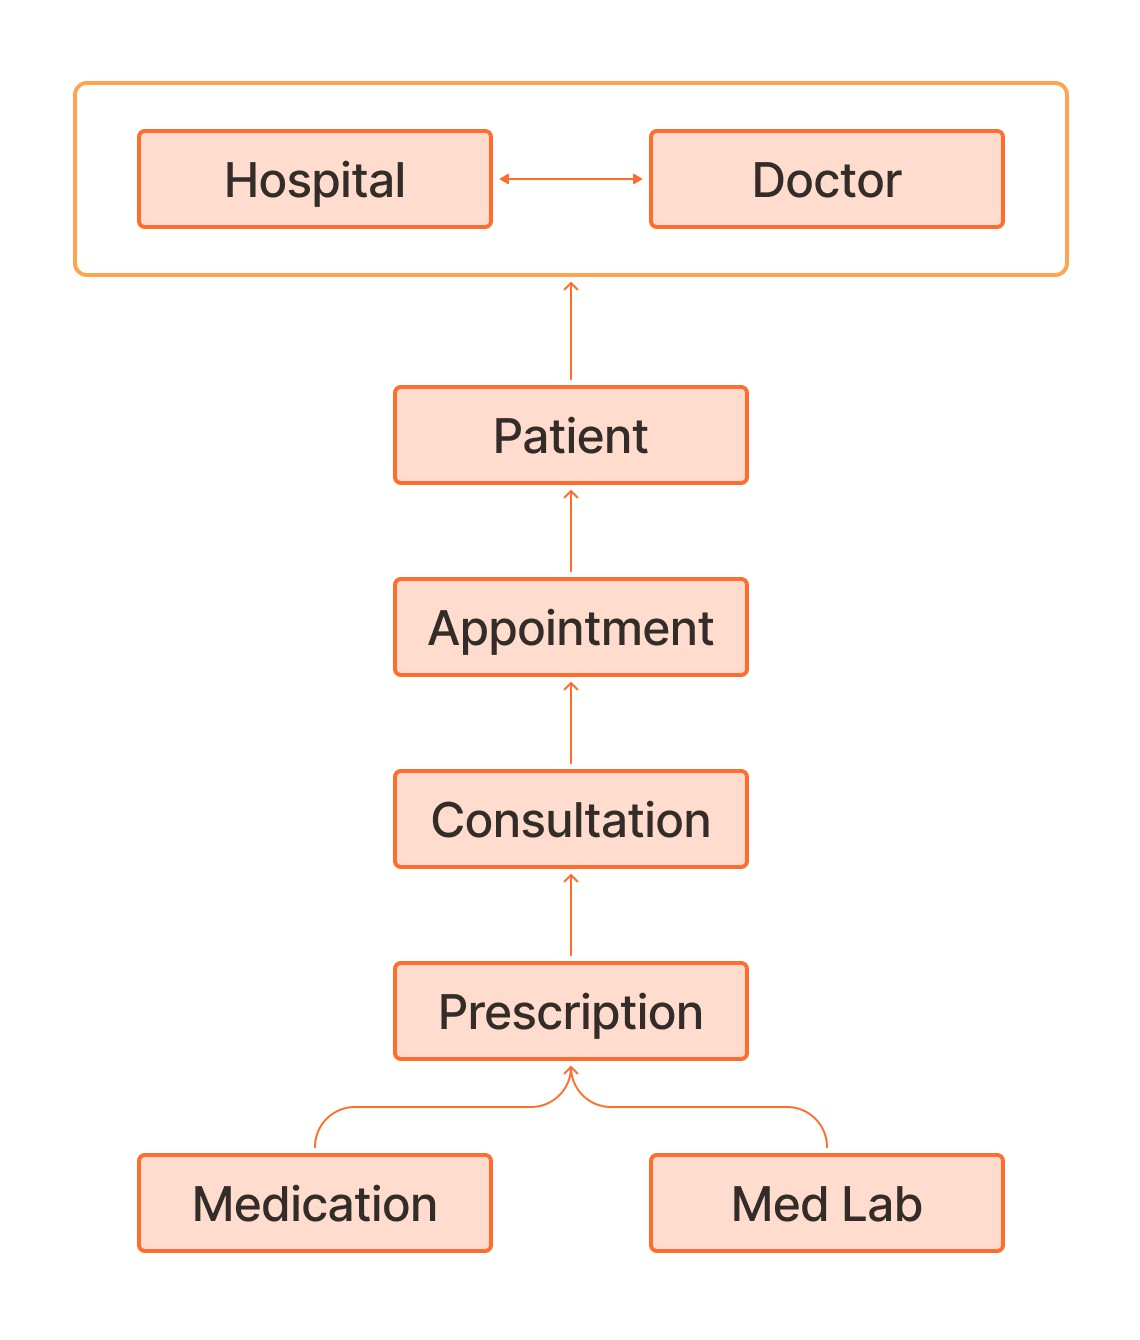 Hospital
Doctor
Patient
Appointment
Consultation
Prescription
Medication
Med Lab